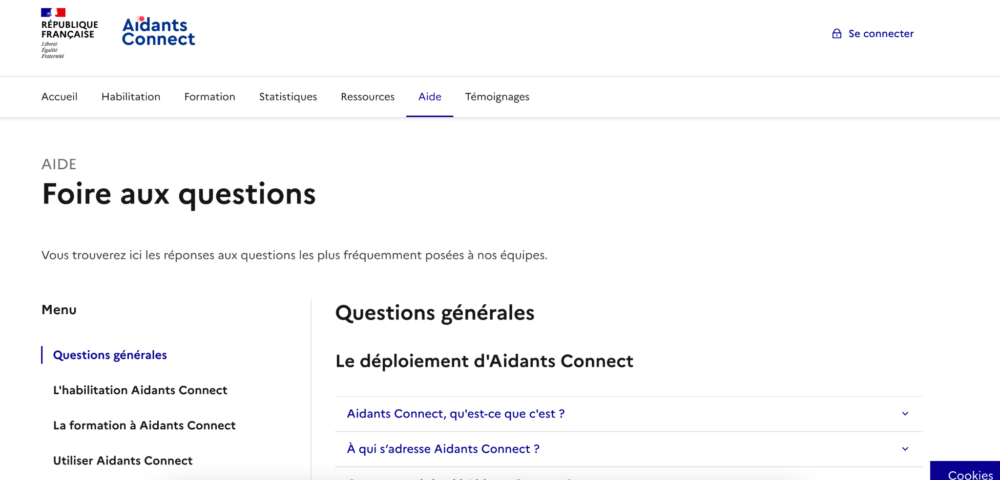 RÉPUBLIQUE
FRANÇAISE
Liberté
Égalité
Fraternité
Aidants
Connect
Se connecter
Accueil Habilitation Formation Statistiques Ressources Aide Témoignages
AIDE
Foire aux questions
Vous trouverez ici les réponses aux questions les plus fréquemment posées à nos équipes.
Menu
Questions générales
L'habilitation Aidants Connect
La formation à Aidants Connect
Utiliser Aidants Connect
Questions générales
Le déploiement d'Aidants Connect
Aidants Connect, qu'est-ce que c'est ?
À qui s’adresse Aidants Connect ?
Cookies